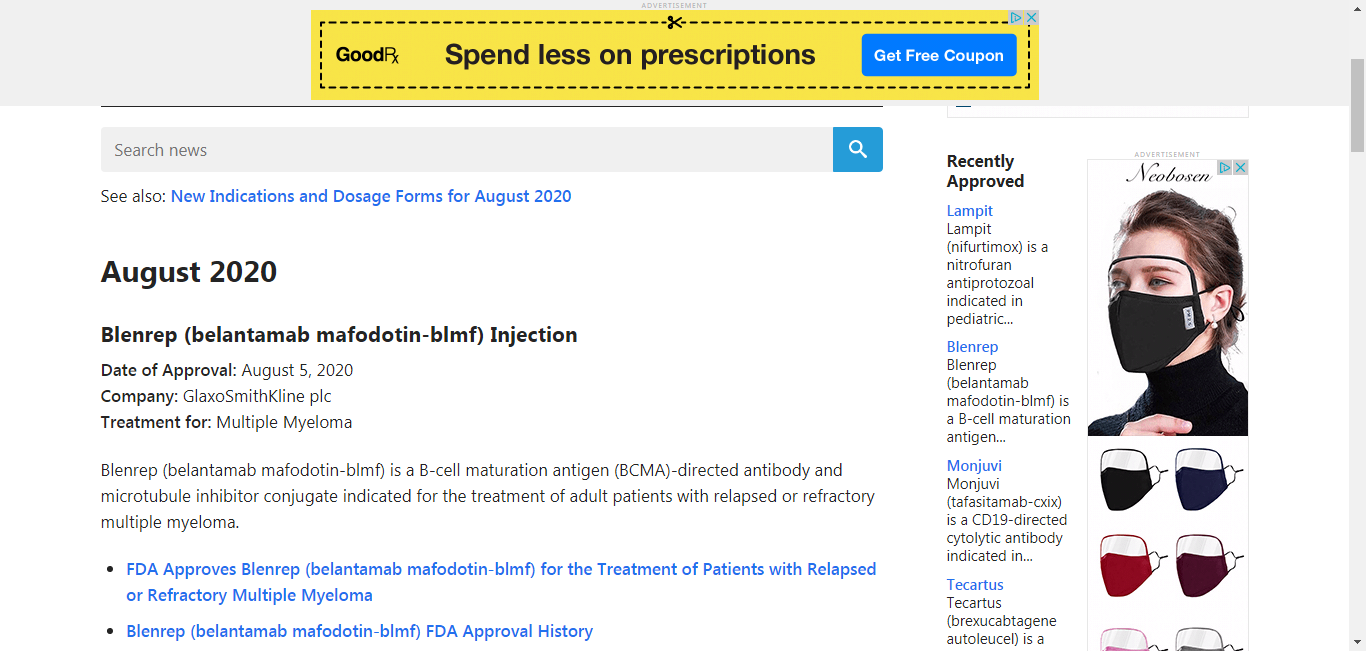 ADVERTISEMENT
GoodRx
Spend less on prescriptions
Get Free Coupon
Search news
See also: New Indications and Dosage Forms for August 2020
August 2020
Blenrep (belantamab mafodotin-blmf) Injection
Date of Approval: August 5, 2020
Company: GlaxoSmithKline plc
Treatment for: Multiple Myeloma
Blenrep (belantamab mafodotin-blmf) is a B-cell maturation antigen (BCMA)-directed antibody and
microtubule inhibitor conjugate indicated for the treatment of adult patients with relapsed or refractory
multiple myeloma.
FDA Approves Blenrep (belantamab mafodotin-blmf) for the Treatment of Patients with Relapsed
or Refractory Multiple Myeloma
Blenrep (belantamab mafodotin-blmf) FDA Approval History
Recently
Approved
Lampit
Lampit
(nifurtimox) is a
nitrofuran
antiprotozoal
indicated in
pediatric...
Blenrep
Blenrep
(belantamab
mafodotin-blmf) is
a B-cell maturation
antigen...
Monjuvi
Monjuvi
(tafasitamab-cxix)
is a CD19-directed
cytolytic antibody
indicated in...
Tecartus
Tecartus
(brexucabtagene
autoleucel) is a
ADVERTISEMENT
Neobosen